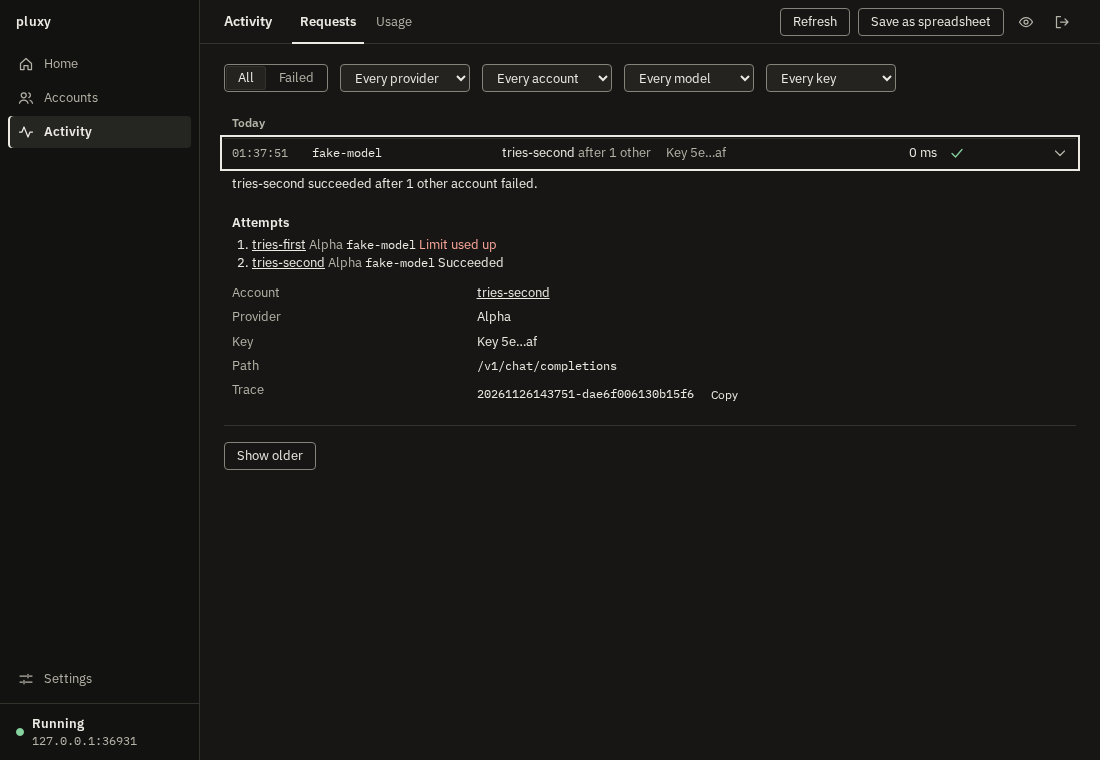 pluxy
Home
Accounts
Activity
Settings
Running
127.0.0.1:36931
Activity Requests Usage Refresh Save as spreadsheet
All Failed Every provider Every account Every model Every key
Today
01:37:51 fake-model tries-second after 1 other Key 5e…af 0 ms
tries-second succeeded after 1 other account failed.
Attempts
1. tries-first Alpha fake-model Limit used up
2. tries-second Alpha fake-model Succeeded
Account tries-second
Provider Alpha
Key Key 5e…af
Path /v1/chat/completions
Trace 20261126143751-dae6f006130b15f6 Copy
Show older